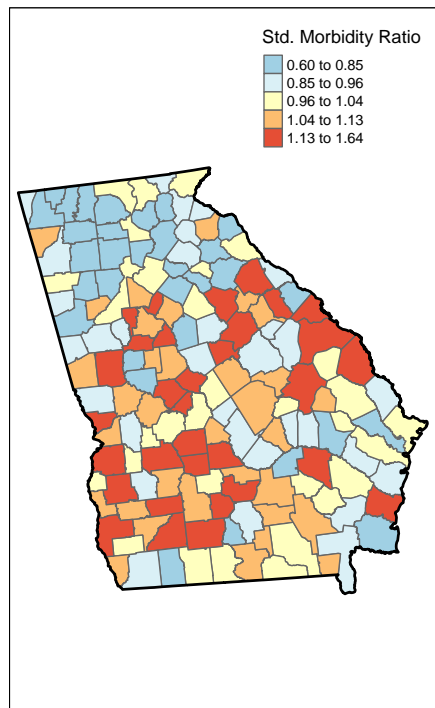 Std. Morbidity Ratio
0.60 to 0.85
0.85 to 0.96
0.96 to 1.04
1.04 to 1.13
1.13 to 1.64